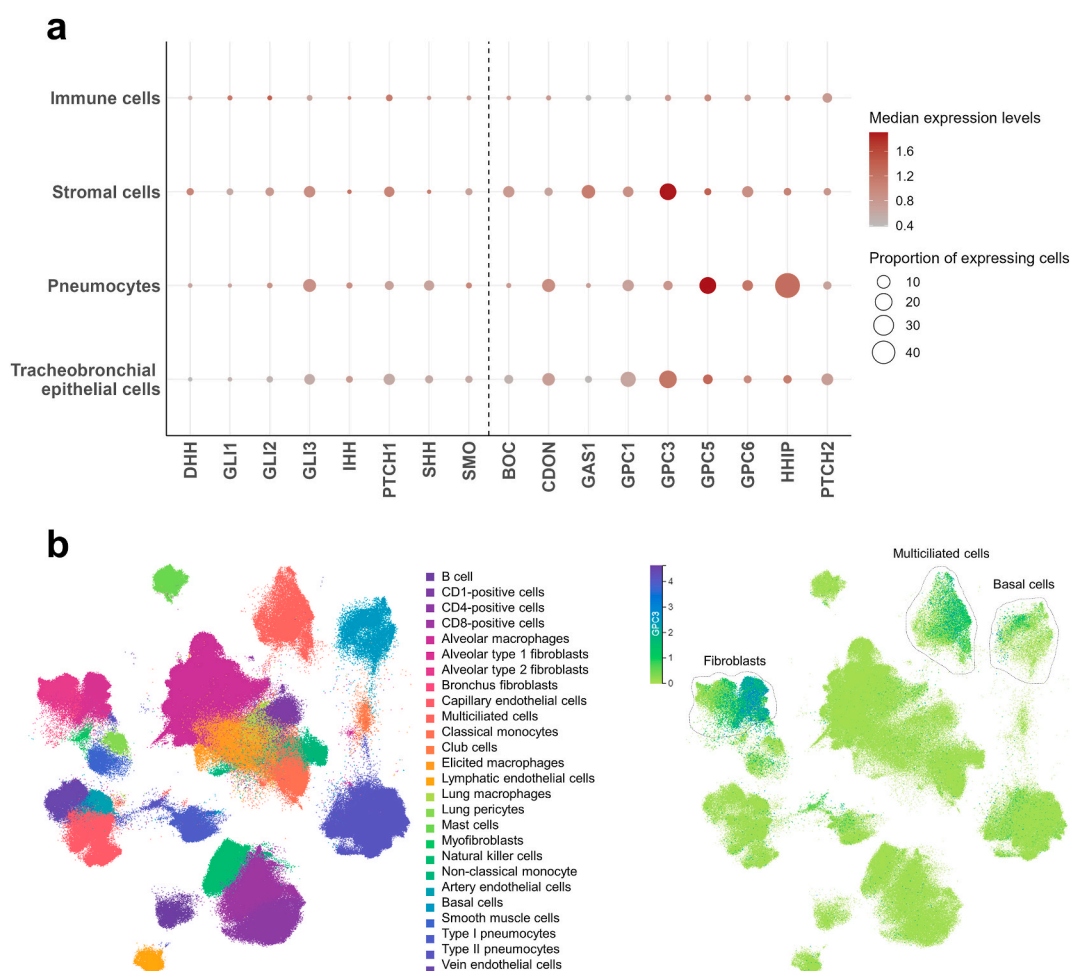 a
Immune cells
Stromal cells
Pneumocytes
Tracheobronchial
epithelial cells
DHH
GLI1
GLI2
GLI3
IHH
PTCH1
SHH
SMO
BOC
CDON
GAS1
GPC1
GPC3
GPC5
GPC6
HHIP
PTCH2
Median expression levels
1.6
1.2
0.8
0.4
Proportion of expressing cells
10
20
30
40
b
B cell
CD1-positive cells
CD4-positive cells
CD8-positive cells
Alveolar macrophages
Alveolar type 1 fibroblasts
Alveolar type 2 fibroblasts
Bronchus fibroblasts
Capillary endothelial cells
Multiciliated cells
Classical monocytes
Club cells
Elicited macrophages
Lymphatic endothelial cells
Lung macrophages
Lung pericytes
Mast cells
Myofibroblasts
Natural killer cells
Non-classical monocyte
Artery endothelial cells
Basal cells
Smooth muscle cells
Type I pneumocytes
Type II pneumocytes
Vein endothelial cells
GPC3
4
3
2
1
0
Multiciliated cells
Basal cells
Fibroblasts